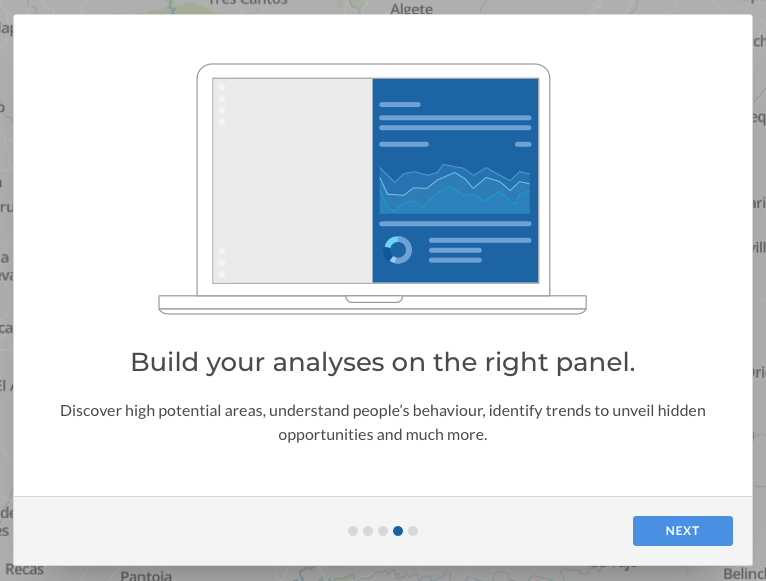 Tres Cantos
Algete
Build your analyses on the right panel.
Discover high potential areas, understand people's behaviour, identify trends to unveil hidden
opportunities and much more.
NEXT
Recas
Pantoja